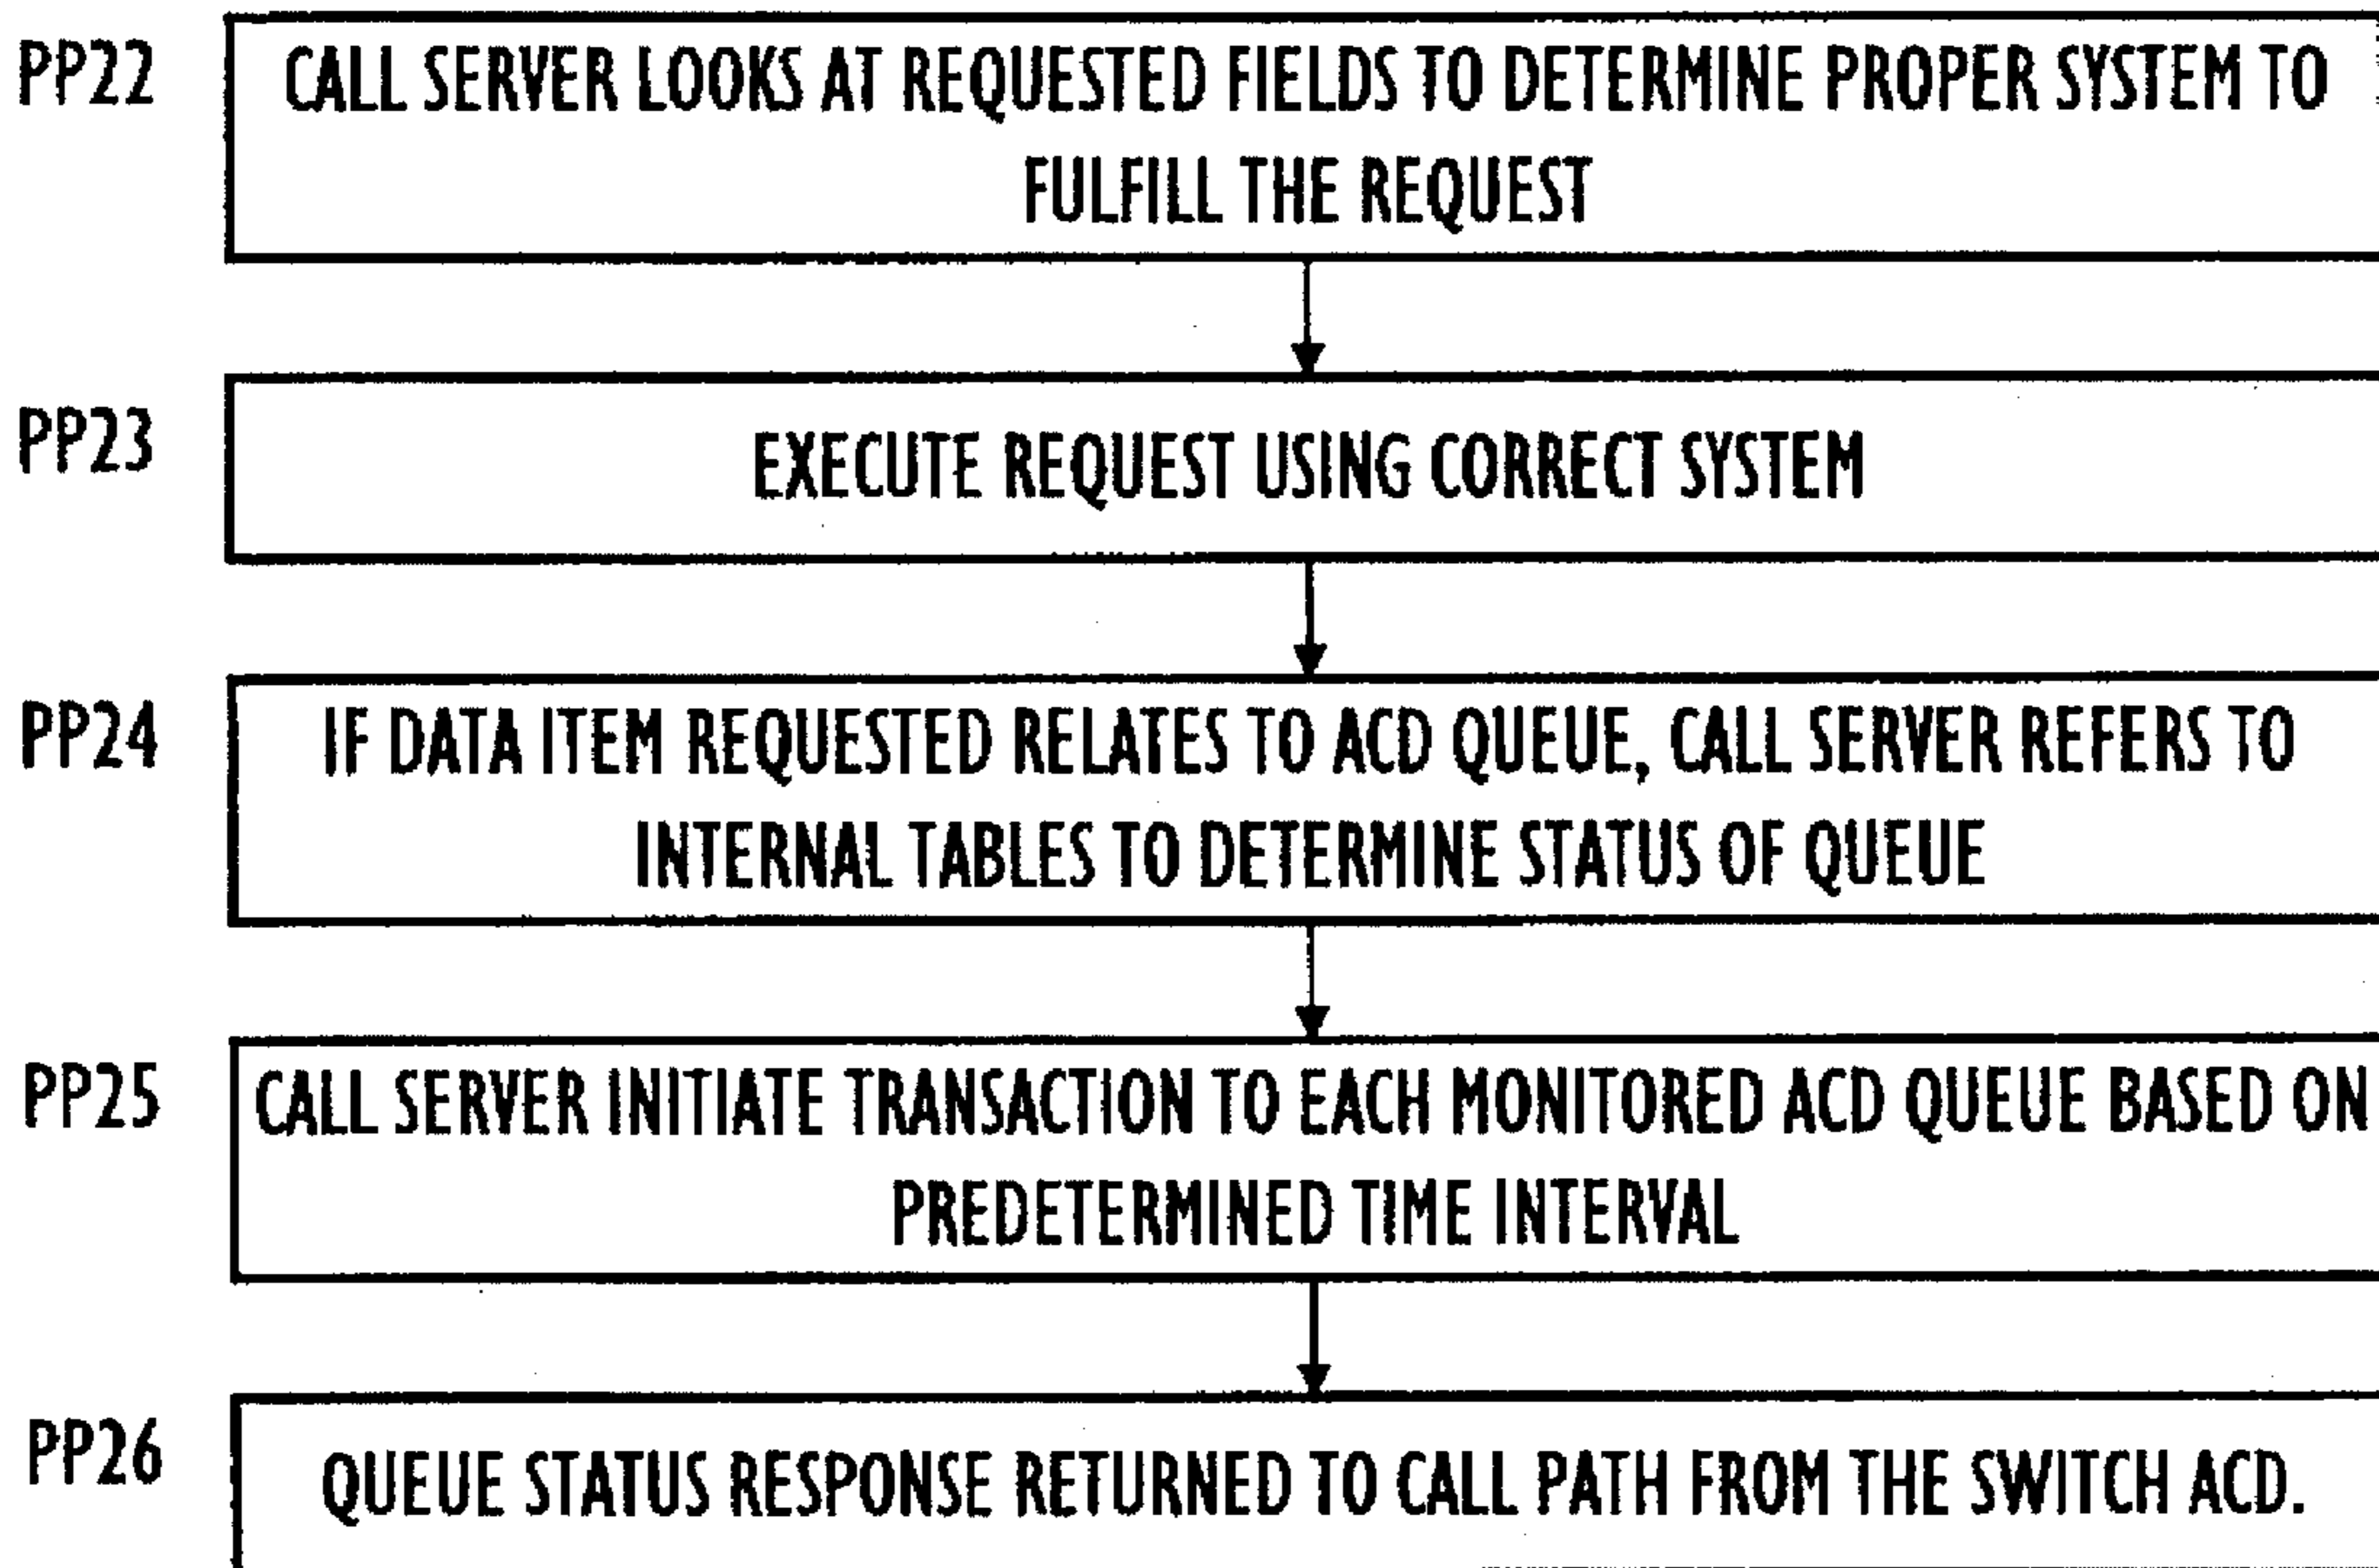 PP22
CALL SERVER LOOKS AT REQUESTED FIELDS TO DETERMINE PROPER SYSTEM TO
FULFILL THE REQUEST
PP23
EXECUTE REQUEST USING CORRECT SYSTEM
PP24
IF DATA ITEM REQUESTED RELATES TO ACD QUEUE, CALL SERVER REFERS TO
INTERNAL TABLES TO DETERMINE STATUS OF QUEUE
PP25
CALL SERVER INITIATE TRANSACTION TO EACH MONITORED ACD QUEUE BASED ON
PREDETERMINED TIME INTERVAL
PP26
QUEUE STATUS RESPONSE RETURNED TO CALL PATH FROM THE SWITCH ACD.